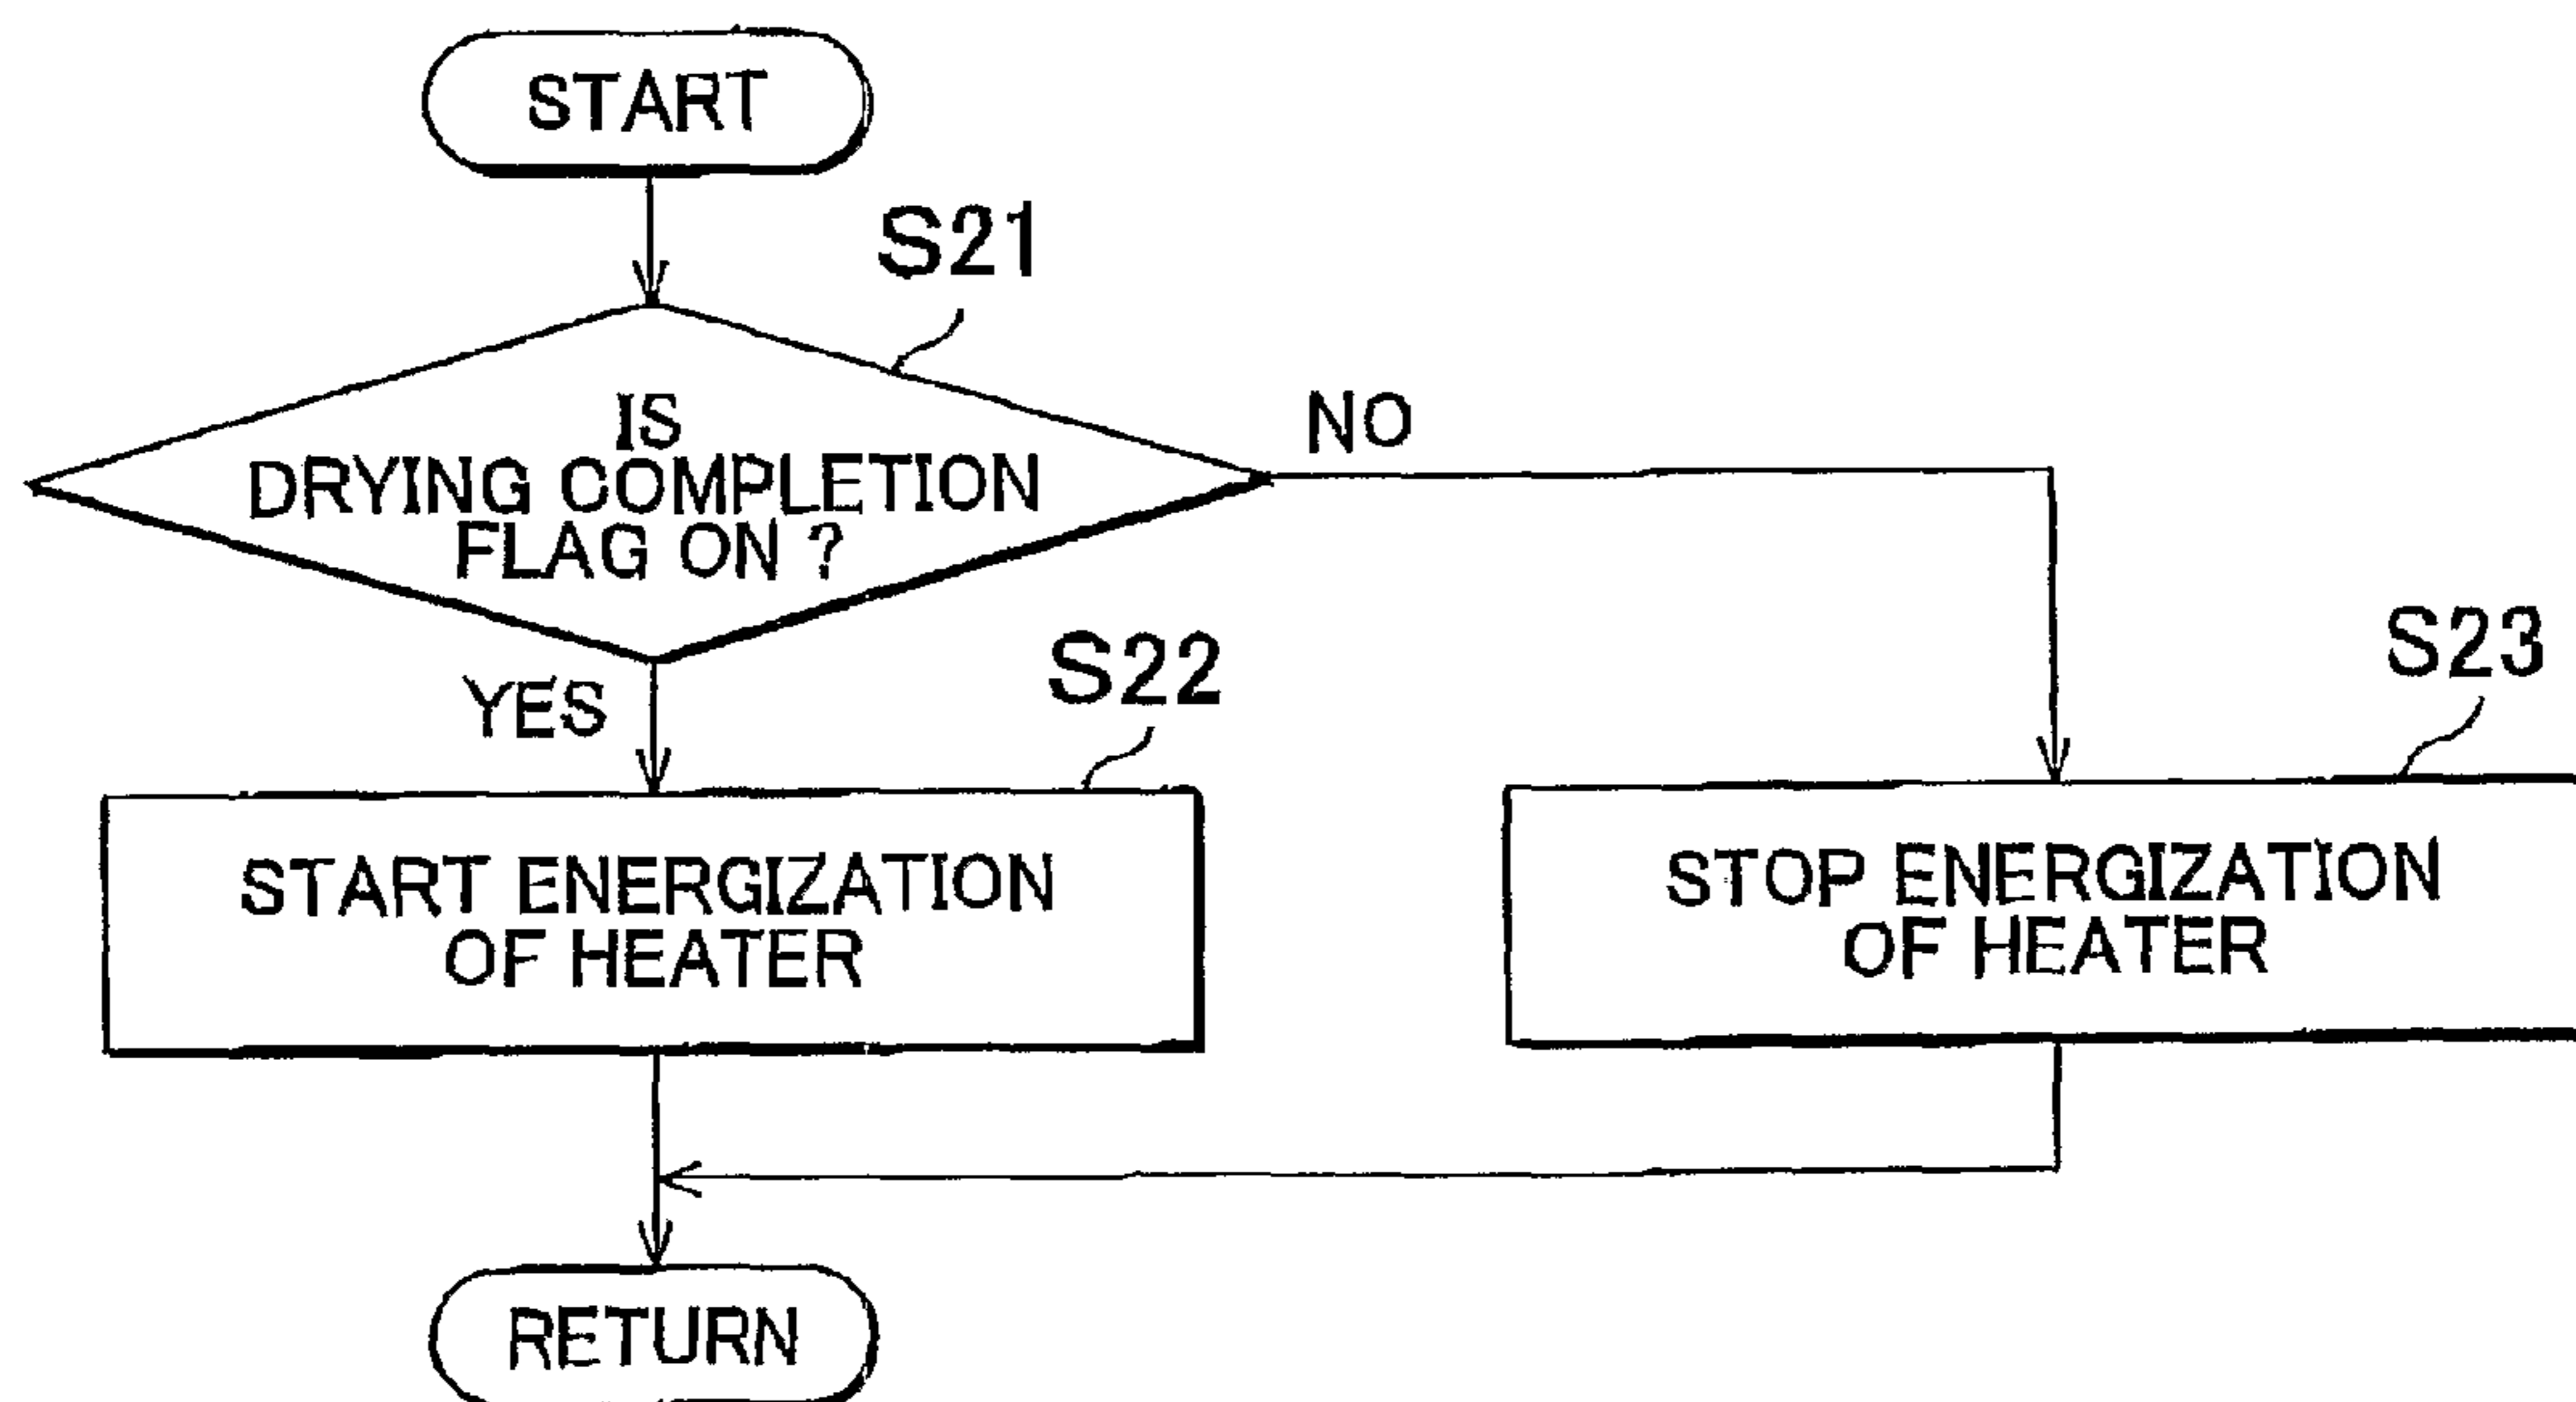 START
S21
IS
DRYING COMPLETION
FLAG ON ?
NO
YES
S22
S23
START ENERGIZATION
OF HEATER
STOP ENERGIZATION
OF HEATER
RETURN